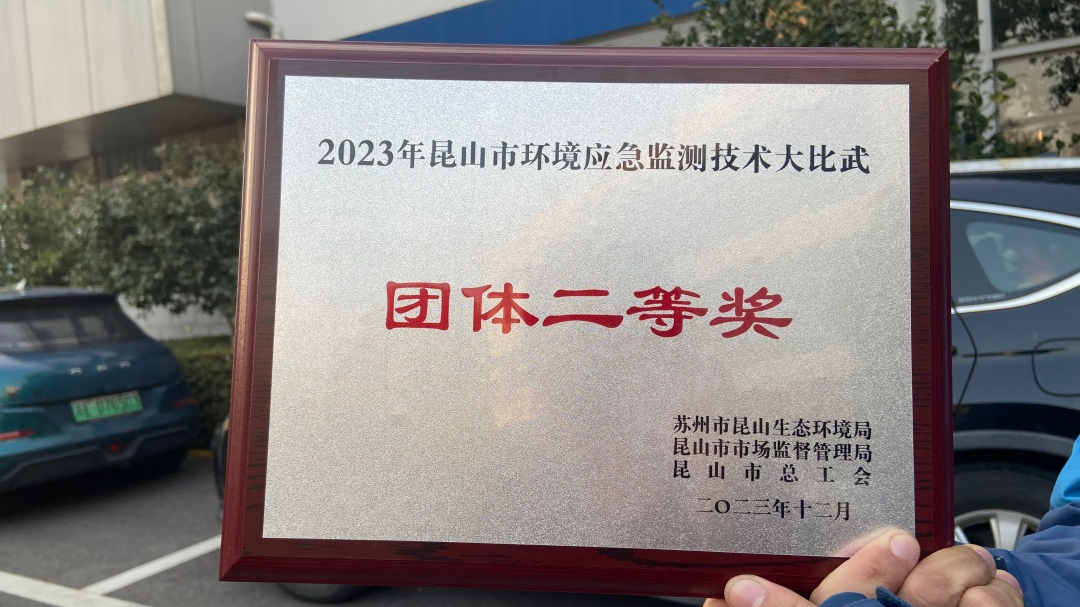 2023年昆山市环境应急监测技术大比武
团体二等奖
苏州市昆山生态环境局
昆山市市场监督管理局
昆山市总工会
二〇二三年十二月